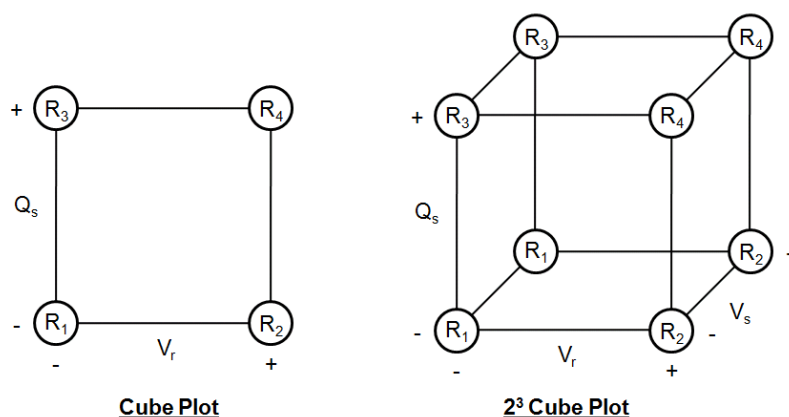 + R₃ R₄
Qₛ
- R₁ R₂
Vᵣ
- +
Cube Plot
R₃ R₄
+ R₃ R₄
Qₛ
R₁ R₂
- R₁ R₂ - Vₛ
Vᵣ
- +
2³ Cube Plot